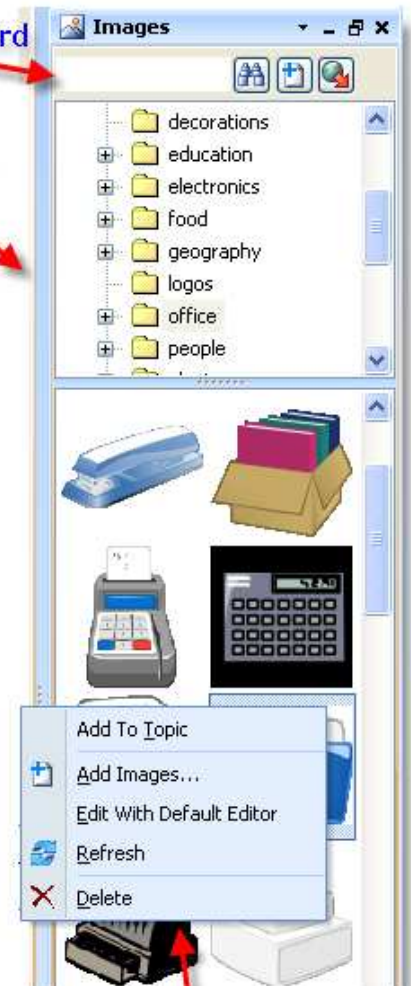 rd
Images
decorations
education
electronics
food
geography
logos
office
people
Add To Topic
Add Images...
Edit With Default Editor
Refresh
Delete